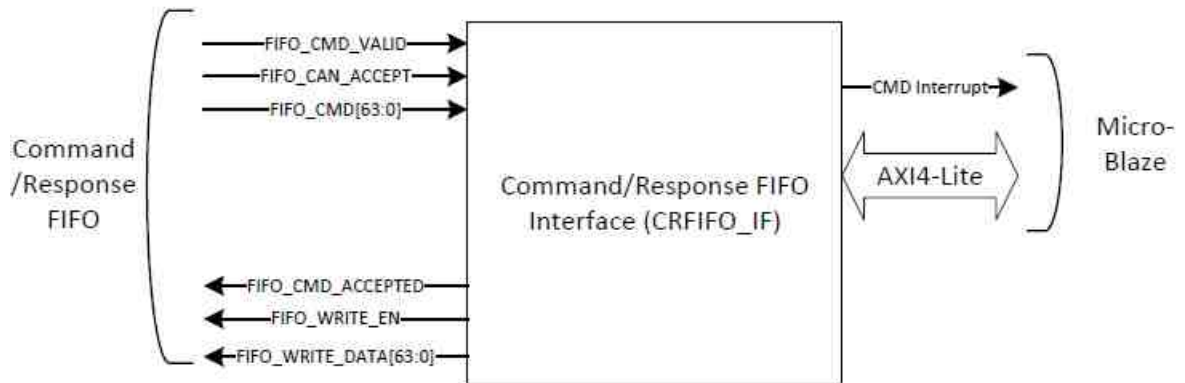 FIFO_CMD_VALID
FIFO_CAN_ACCEPT
FIFO_CMD[63:0]
Command
/Response
FIFO
Command/Response FIFO
Interface (CRFIFO_IF)
CMD Interrupt
AXI4-Lite
Micro-
Blaze
FIFO_CMD_ACCEPTED
FIFO_WRITE_EN
FIFO_WRITE_DATA[63:0]